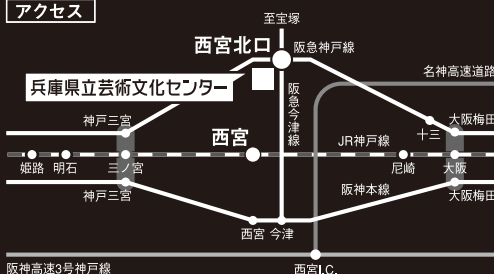 アクセス
至宝塚
西宮北口
阪急神戸線
名神高速道路
兵庫県立芸術文化センター
阪急今津線
神戸三宮
西宮
十三
大阪梅田
JR神戸線
姫路
明石
三ノ宮
尼崎
大阪
神戸三宮
阪神本線
大阪梅田
西宮
今津
阪神高速3号神戸線
西宮I.C.